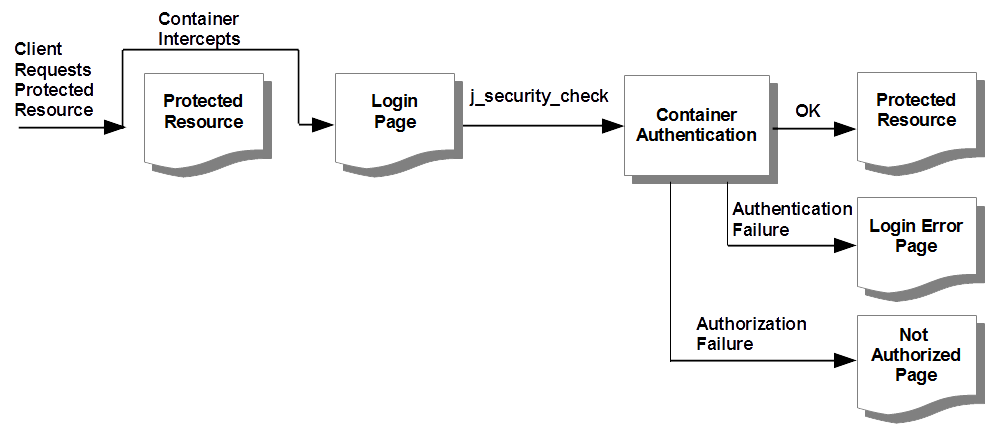 Container
Intercepts
Client
Requests
Protected
Resource
Protected
Resource
Login
Page
j_security_check
Container
Authentication
OK
Protected
Resource
Authentication
Failure
Login Error
Page
Authorization
Failure
Not
Authorized
Page